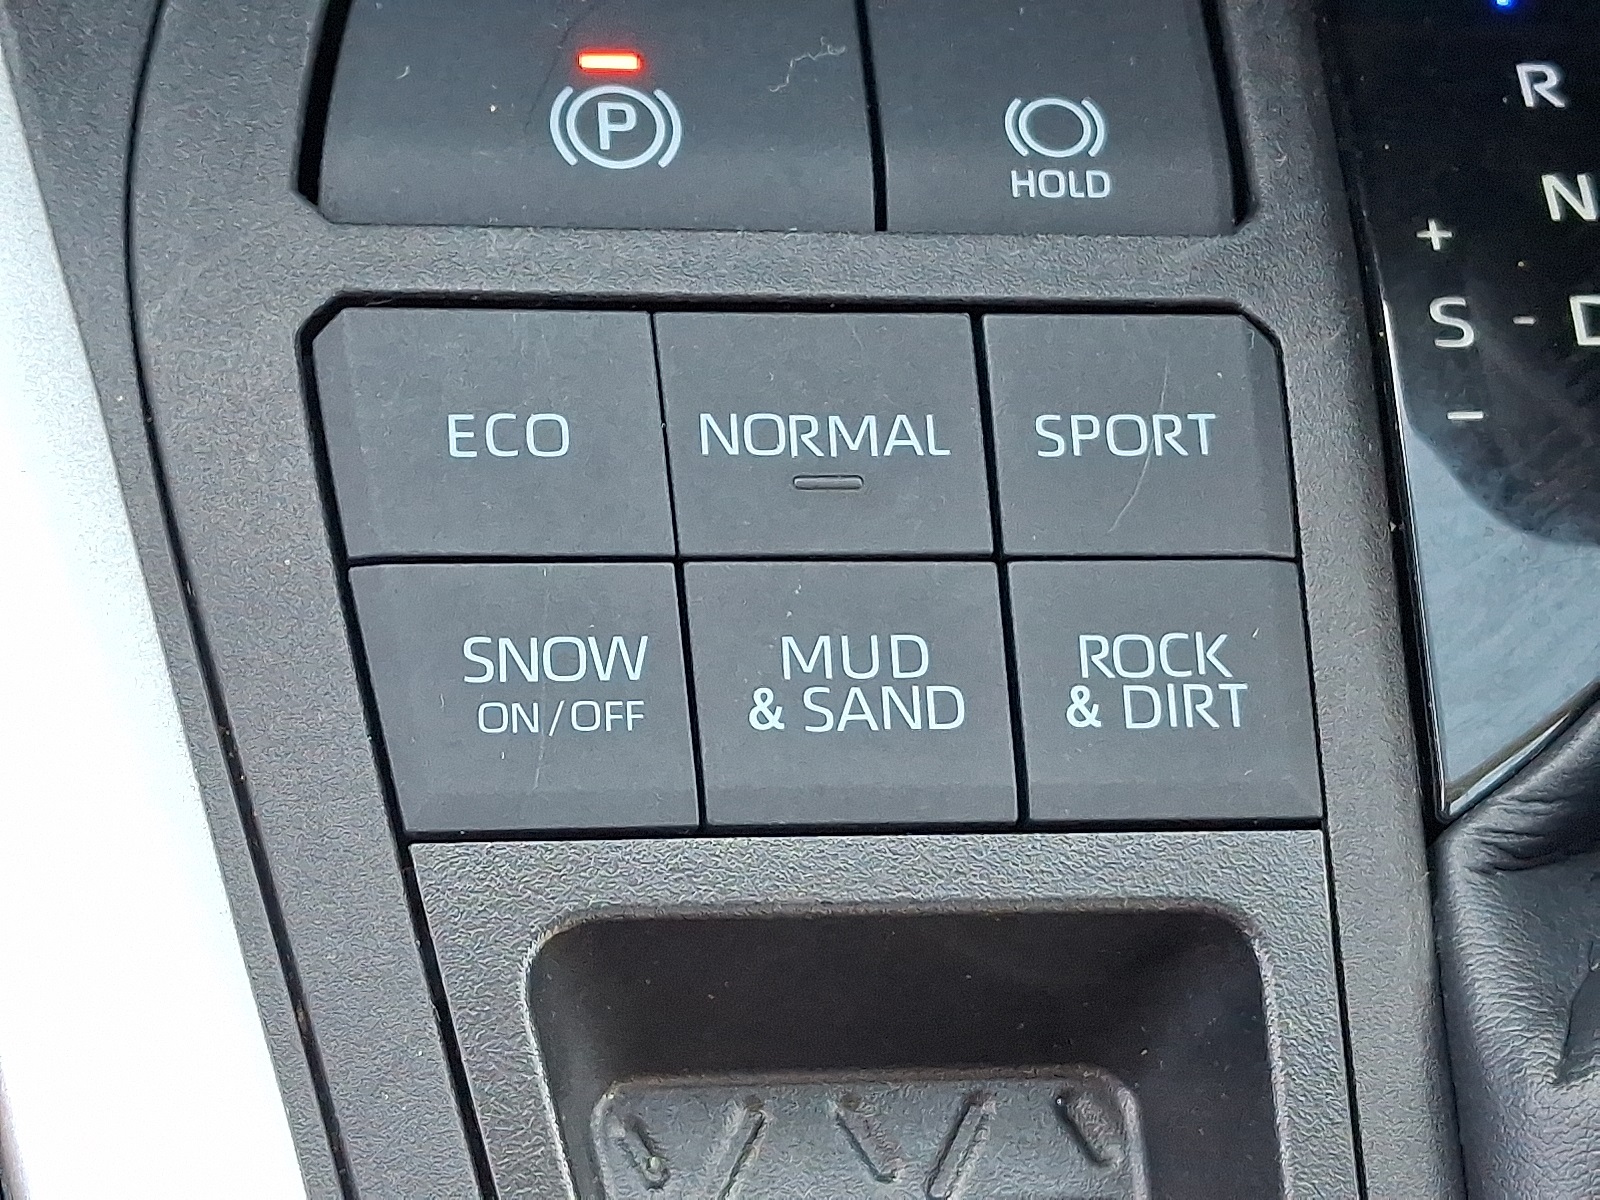 P
HOLD
R
N
+
S - D
-
ECO
NORMAL
SPORT
SNOW
ON/OFF
MUD
& SAND
ROCK
& DIRT